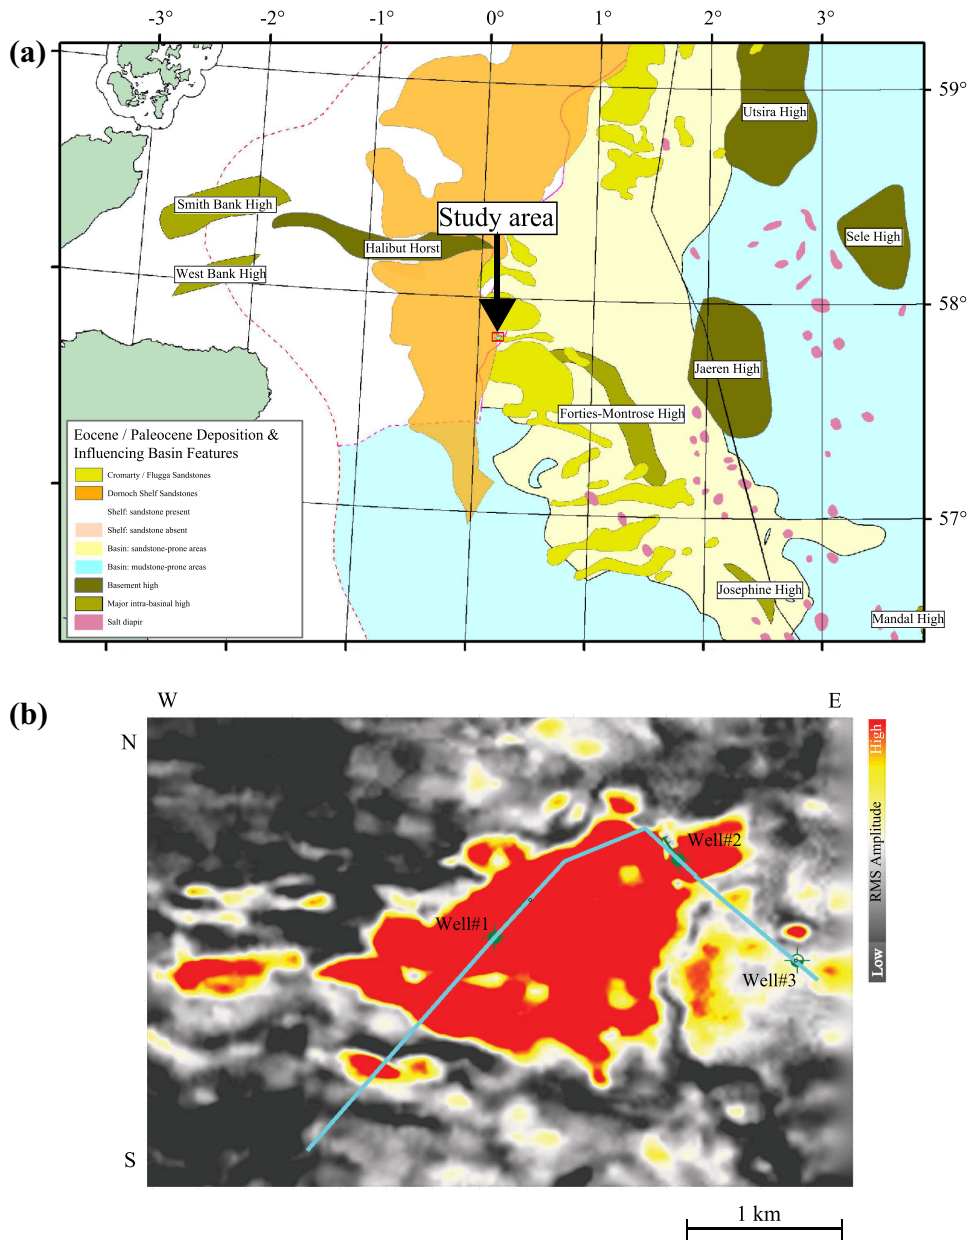 -3°
-2°
-1°
0°
1°
2°
3°
(a)
59°
Utsira High
Smith Bank High
Study area
Sele High
Halibut Horst
West Bank High
58°
Jaeren High
Forties-Montrose High
Eocene / Paleocene Deposition &
Influencing Basin Features
Cromarty / Flugga Sandstones
Dornoch Shelf Sandstones
Shelf: sandstone present
Shelf: sandstone absent
Basin: sandstone-prone areas
Basin: mudstone-prone areas
Basement high
Major intra-basinal high
Salt diapir
57°
Josephine High
Mandal High
(b)
W
E
N
High
RMS Amplitude
Low
Well#2
Well#1
Well#3
S
1 km